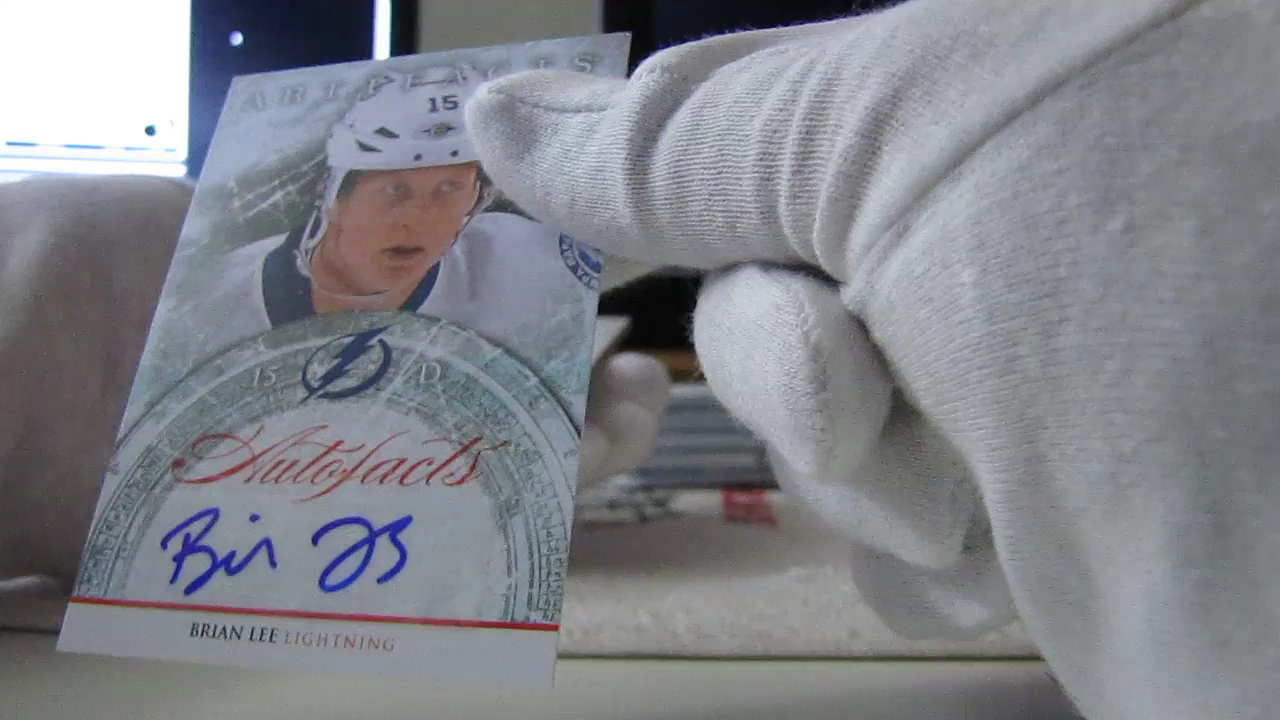 ARTIFACTS
15
15 D
Autofacts
BRIAN LEE LIGHTNING